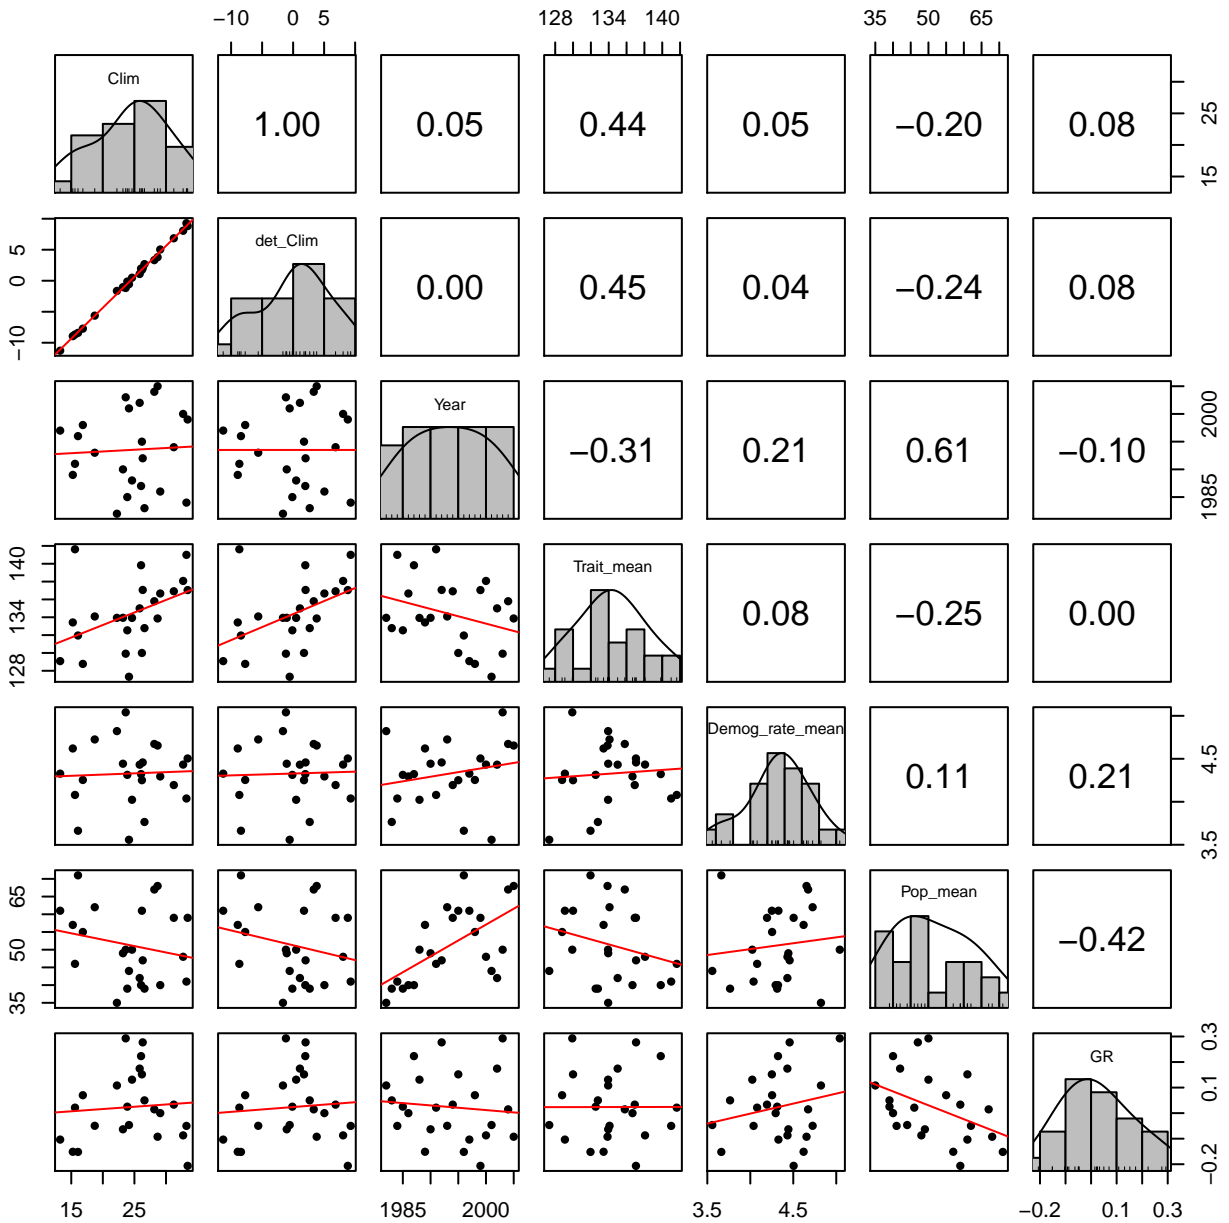 −10 0 5 128 134 140 35 50 65
Clim 1.00 0.05 0.44 0.05 −0.20 0.08 15 25
−10 0 5 det_Clim 0.00 0.45 0.04 −0.24 0.08
Year −0.31 0.21 0.61 −0.10 1985 2000
128 134 140 Trait_mean 0.08 −0.25 0.00
Demog_rate_mean 0.11 0.21 3.5 4.5
35 50 65 Pop_mean −0.42
GR −0.2 0.1 0.3
15 25 1985 2000 3.5 4.5 −0.2 0.1 0.3